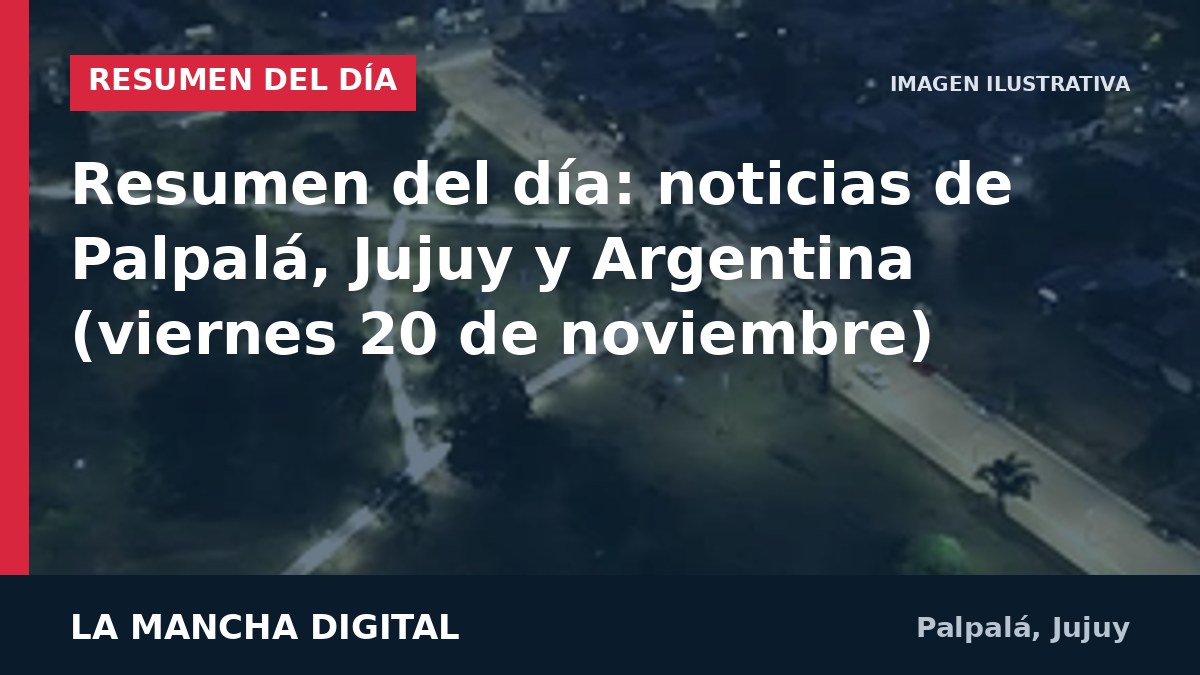 RESUMEN DEL DÍA
IMAGEN ILUSTRATIVA
Resumen del día: noticias de
Palpalá, Jujuy y Argentina
(viernes 20 de noviembre)
LA MANCHA DIGITAL
Palpalá, Jujuy